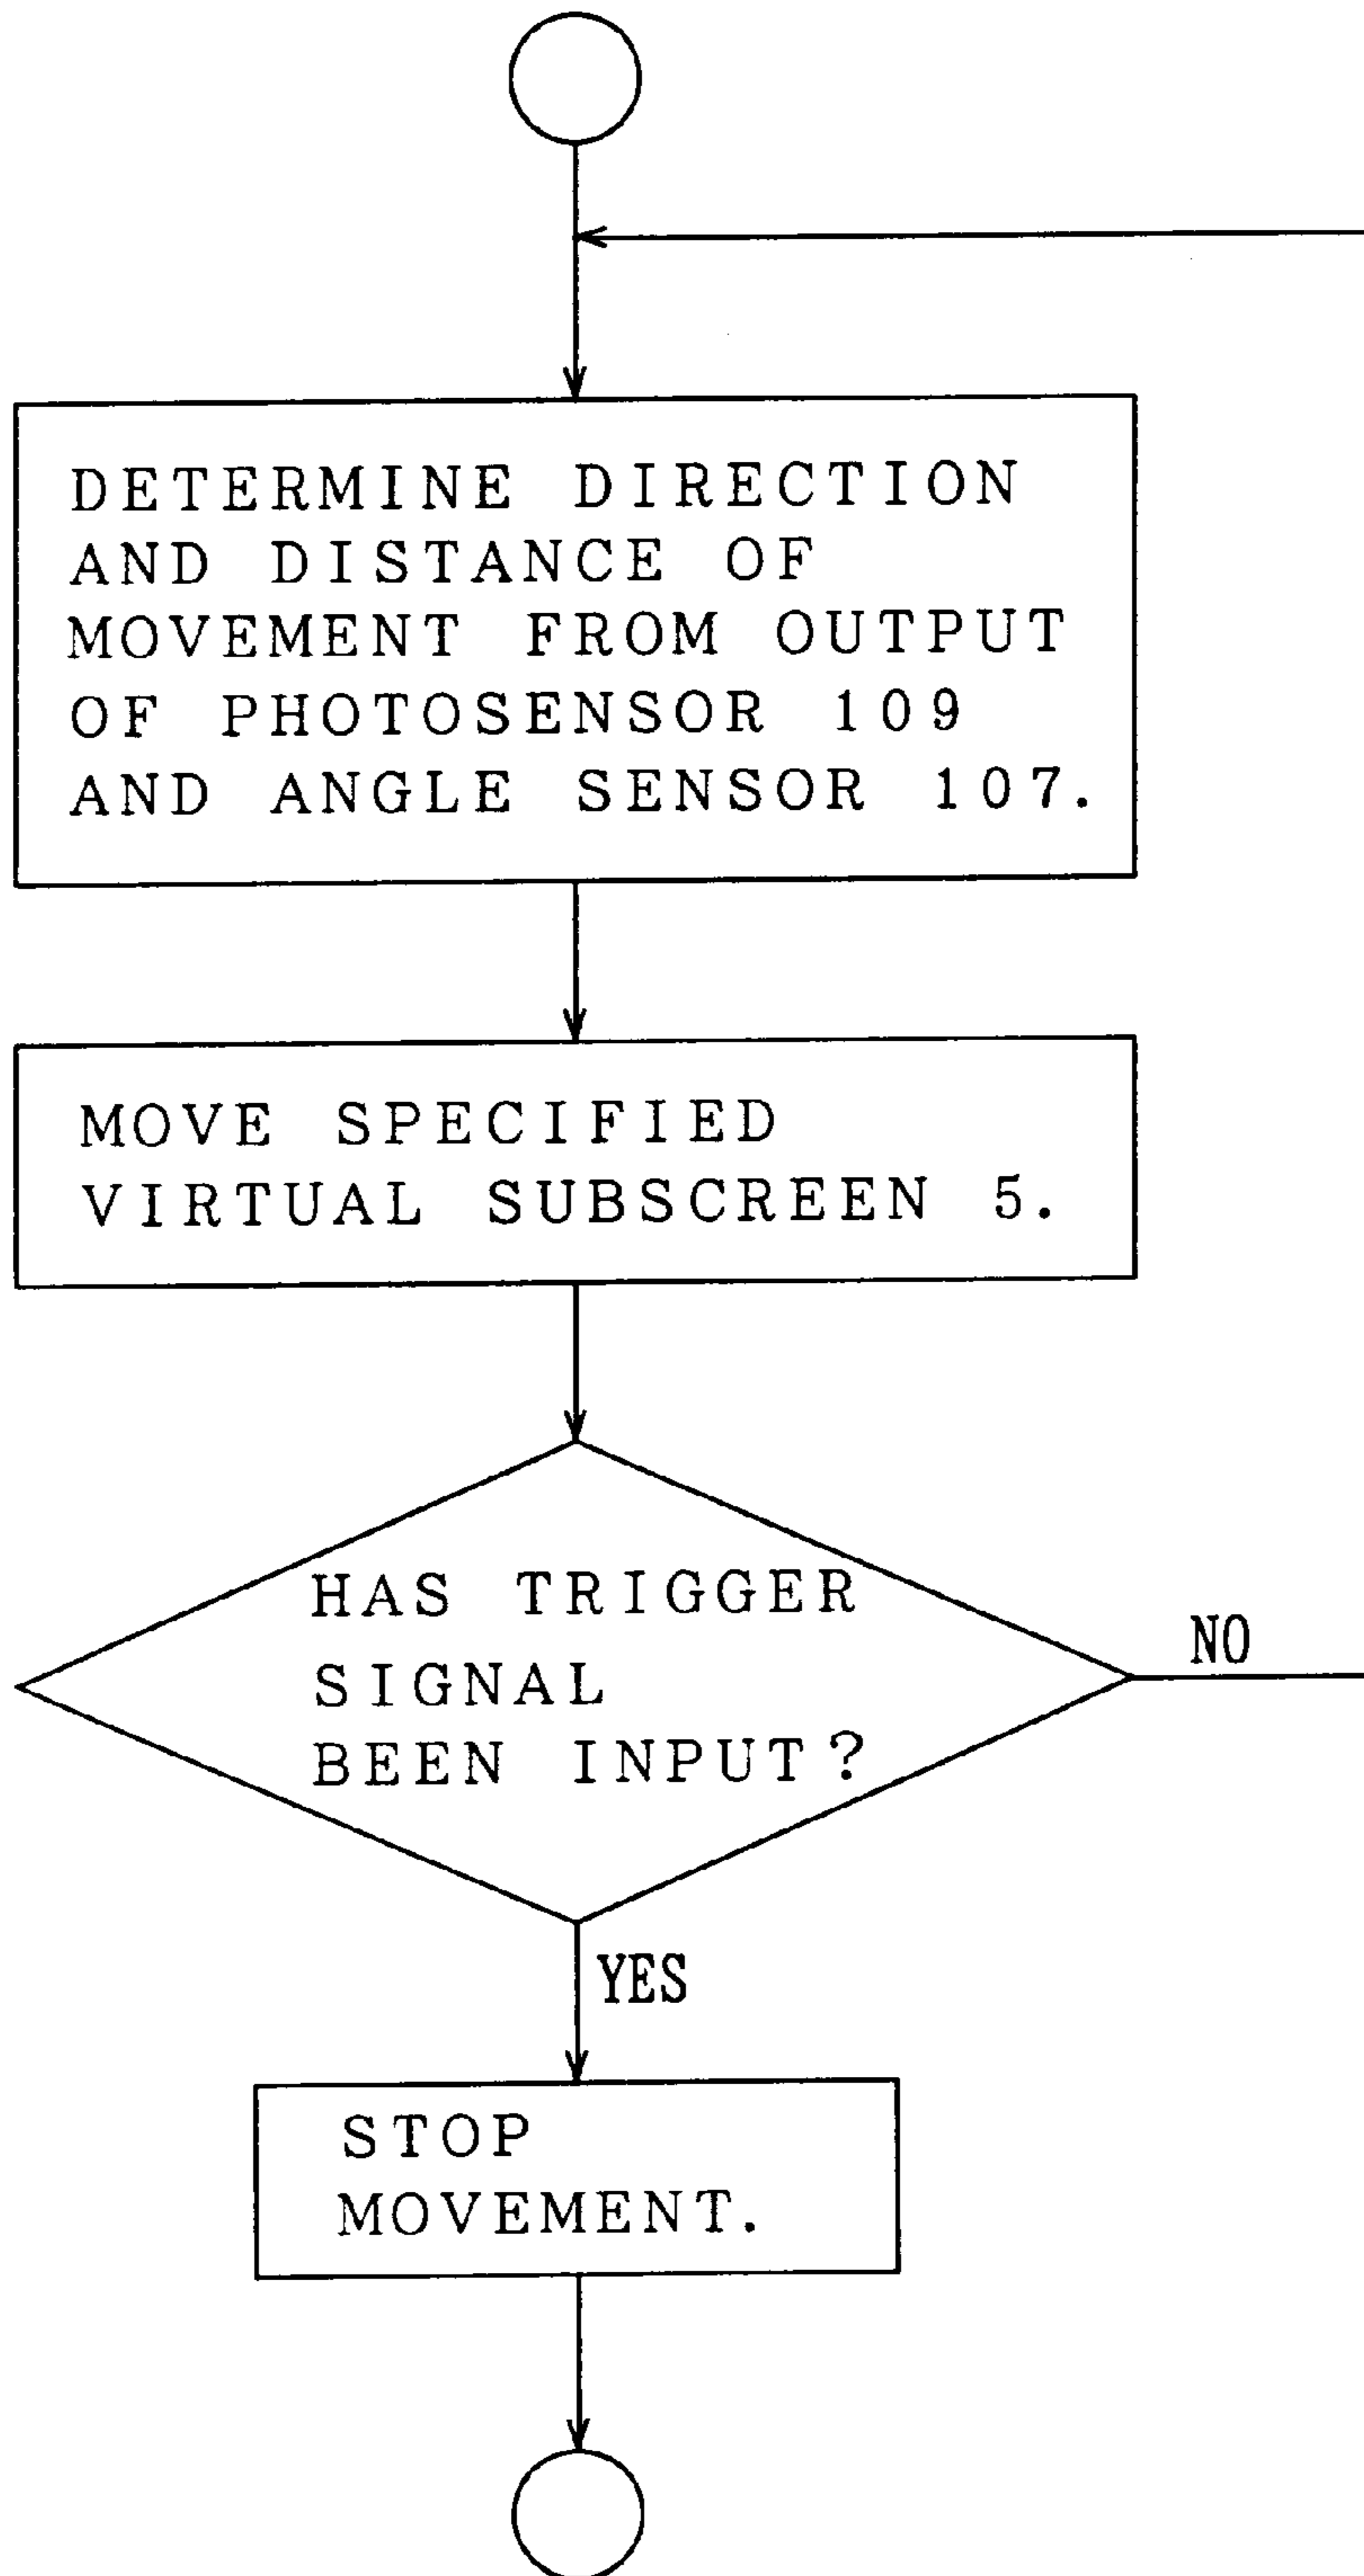 DETERMINE DIRECTION
AND DISTANCE OF
MOVEMENT FROM OUTPUT
OF PHOTOSENSOR 109
AND ANGLE SENSOR 107.
MOVE SPECIFIED
VIRTUAL SUBSCREEN 5.
HAS TRIGGER
SIGNAL
BEEN INPUT?
NO
YES
STOP
MOVEMENT.